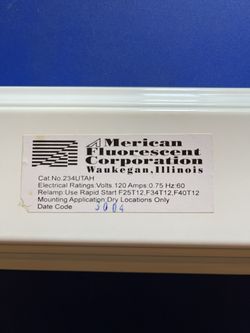 American
Fluorescent
Corporation
Waukegan,Illinois
Cat.No.234UTAH
Electrical Ratings:Volts:120 Amps:0.75 Hz:60
Relamp:Use Rapid Start F25T12,F34T12,F40T12
Mounting Application:Dry Locations Only
Date Code 3004